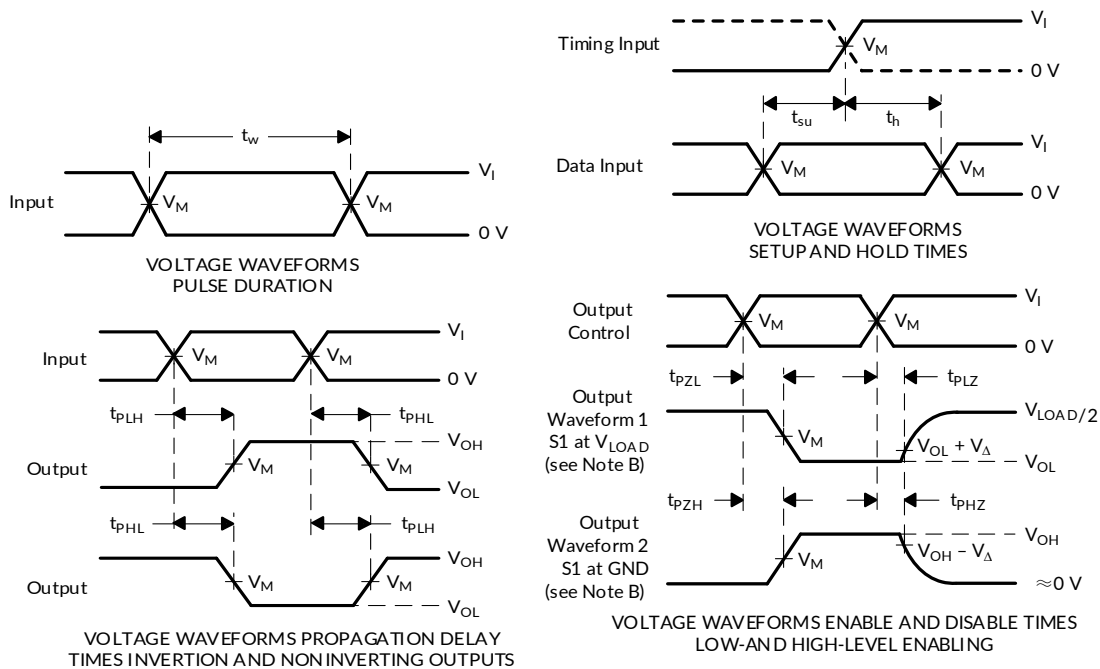 t_w
V_I
Input
V_M
V_M
0 V
VOLTAGE WAVEFORMS
PULSE DURATION
V_I
Timing Input
V_M
0 V
t_su
t_h
V_I
Data Input
V_M
V_M
0 V
VOLTAGE WAVEFORMS
SETUP AND HOLD TIMES
V_I
Input
V_M
V_M
0 V
t_PLH
t_PHL
V_OH
Output
V_M
V_M
V_OL
t_PHL
t_PLH
V_OH
Output
V_M
V_M
V_OL
VOLTAGE WAVEFORMS PROPAGATION DELAY
TIMES INVERTION AND NONINVERTING OUTPUTS
V_I
Output
Control
V_M
V_M
0 V
t_PZL
t_PLZ
Output
Waveform 1
S1 at V_LOAD
(see Note B)
V_LOAD/2
V_M
V_OL + V_Δ
V_OL
t_PZH
t_PHZ
Output
Waveform 2
S1 at GND
(see Note B)
V_OH
V_M
V_OH – V_Δ
≈0 V
VOLTAGE WAVEFORMS ENABLE AND DISABLE TIMES
LOW-AND HIGH-LEVEL ENABLING